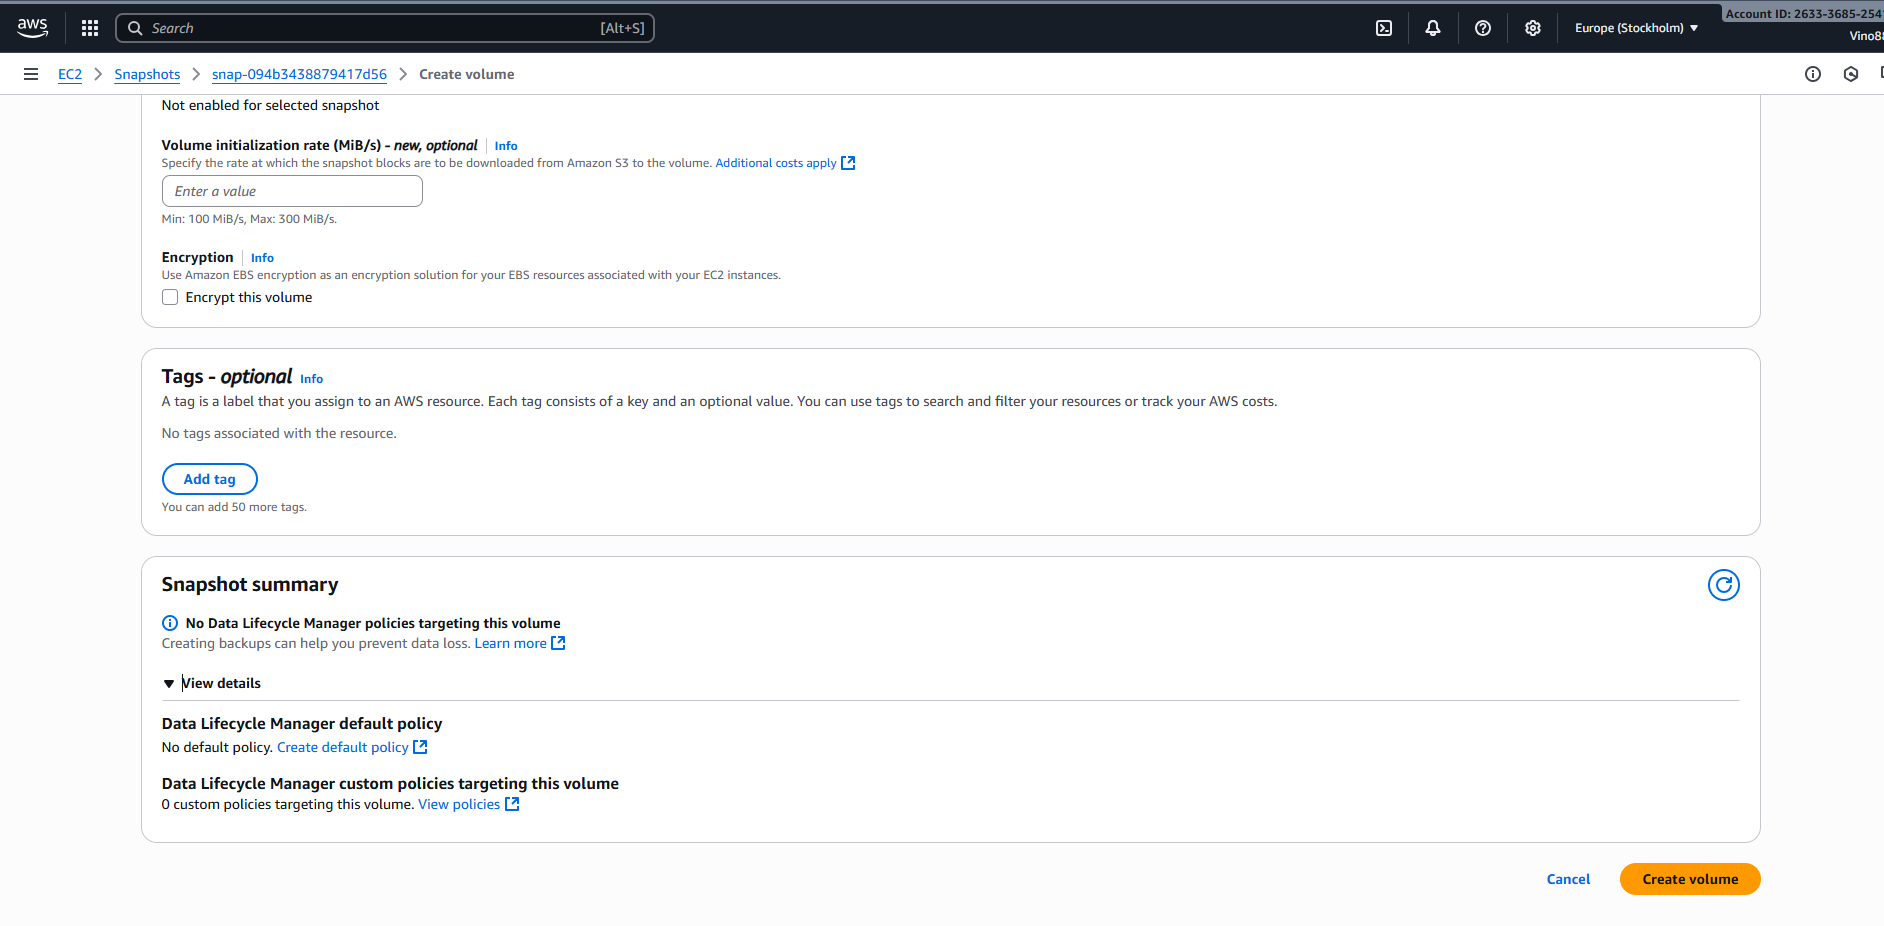 aws
Search [Alt+S]
Europe (Stockholm)
Account ID: 2633-3685-254
Vino88
EC2 > Snapshots > snap-094b3438879417d56 > Create volume
Not enabled for selected snapshot
Volume initialization rate (MiB/s) - new, optional | Info
Specify the rate at which the snapshot blocks are to be downloaded from Amazon S3 to the volume. Additional costs apply
Enter a value
Min: 100 MiB/s, Max: 300 MiB/s.
Encryption | Info
Use Amazon EBS encryption as an encryption solution for your EBS resources associated with your EC2 instances.
Encrypt this volume
Tags - optional Info
A tag is a label that you assign to an AWS resource. Each tag consists of a key and an optional value. You can use tags to search and filter your resources or track your AWS costs.
No tags associated with the resource.
Add tag
You can add 50 more tags.
Snapshot summary
No Data Lifecycle Manager policies targeting this volume
Creating backups can help you prevent data loss. Learn more
View details
Data Lifecycle Manager default policy
No default policy. Create default policy
Data Lifecycle Manager custom policies targeting this volume
0 custom policies targeting this volume. View policies
Cancel
Create volume